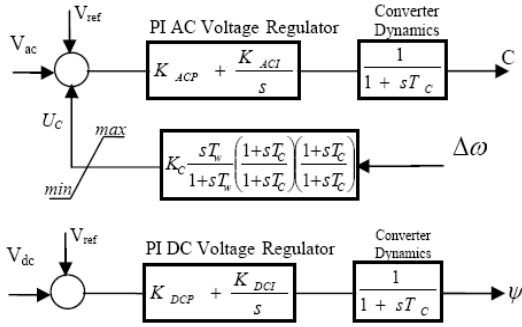 V_ref
PI AC Voltage Regulator
Converter
Dynamics
V_ac
K_ACP + K_ACI / s
1 / 1 + sT_C
C
U_C
max
min
K_C sT_w / 1+sT_w (1+sT_C / 1+sT_C)(1+sT_C / 1+sT_C)
Δω
V_ref
PI DC Voltage Regulator
Converter
Dynamics
V_dc
K_DCP + K_DCI / s
1 / 1 + sT_C
ψ